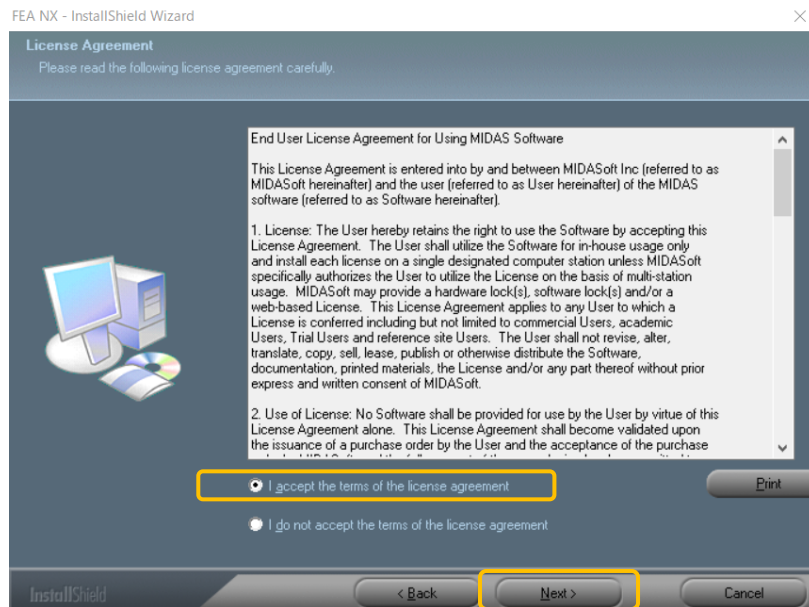 FEA NX - InstallShield Wizard
License Agreement
Please read the following license agreement carefully.
End User License Agreement for Using MIDAS Software
This License Agreement is entered into by and between MIDASoft Inc (referred to as
MIDASoft hereinafter) and the user (referred to as User hereinafter) of the MIDAS
software (referred to as Software hereinafter).
1. License: The User hereby retains the right to use the Software by accepting this
License Agreement. The User shall utilize the Software for in-house usage only
and install each license on a single designated computer station unless MIDASoft
specifically authorizes the User to utilize the License on the basis of multi-station
usage. MIDASoft may provide a hardware lock(s), software lock(s) and/or a
web-based License. This License Agreement applies to any User to which a
License is conferred including but not limited to commercial Users, academic
Users, Trial Users and reference site Users. The User shall not revise, alter,
translate, copy, sell, lease, publish or otherwise distribute the Software,
documentation, printed materials, the License and/or any part thereof without prior
express and written consent of MIDASoft.
2. Use of License: No Software shall be provided for use by the User by virtue of this
License Agreement alone. This License Agreement shall become validated upon
the issuance of a purchase order by the User and the acceptance of the purchase
I accept the terms of the license agreement
Print
I do not accept the terms of the license agreement
InstallShield
< Back
Next >
Cancel